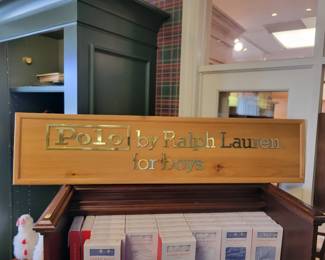 Polo by Ralph Lauren
for boys